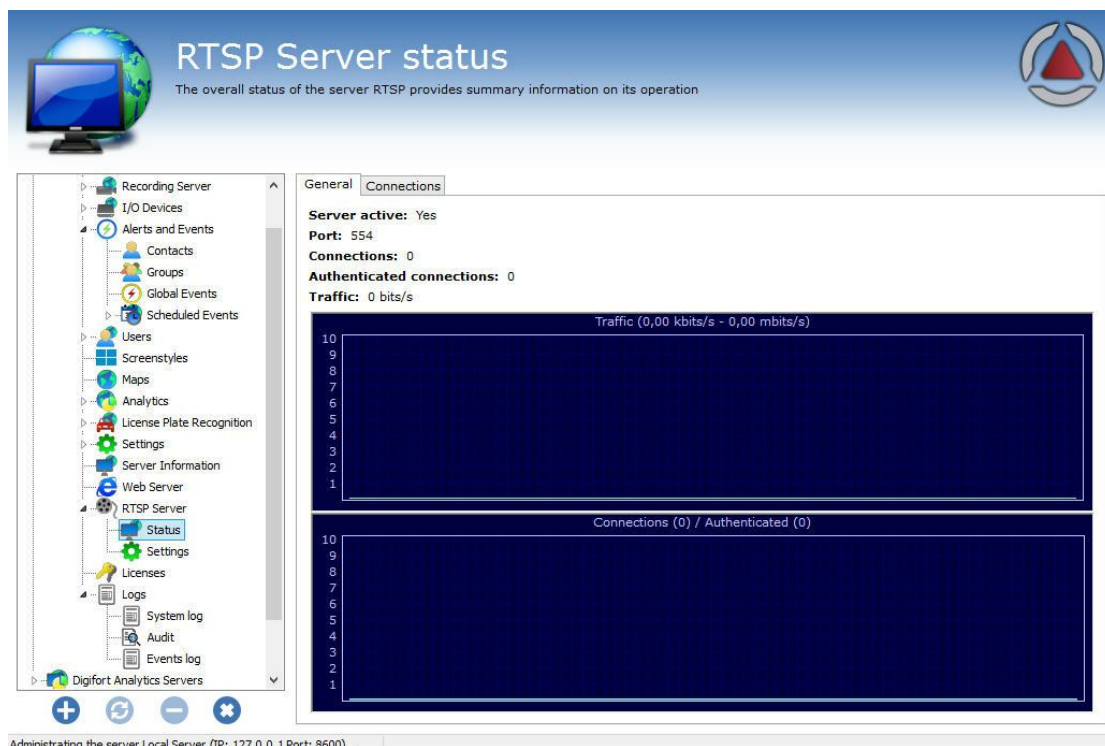 RTSP Server status
The overall status of the server RTSP provides summary information on its operation
Recording Server
I/O Devices
Alerts and Events
Contacts
Groups
Global Events
Scheduled Events
Users
Screenstyles
Maps
Analytics
License Plate Recognition
Settings
Server Information
Web Server
RTSP Server
Status
Settings
Licenses
Logs
System log
Audit
Events log
Digifort Analytics Servers
General Connections
Server active: Yes
Port: 554
Connections: 0
Authenticated connections: 0
Traffic: 0 bits/s
Traffic (0,00 kbits/s - 0,00 mbits/s)
10
9
8
7
6
5
4
3
2
1
Connections (0) / Authenticated (0)
10
9
8
7
6
5
4
3
2
1
Administrating the server Local Server (IP: 127.0.0.1 Port: 8600)